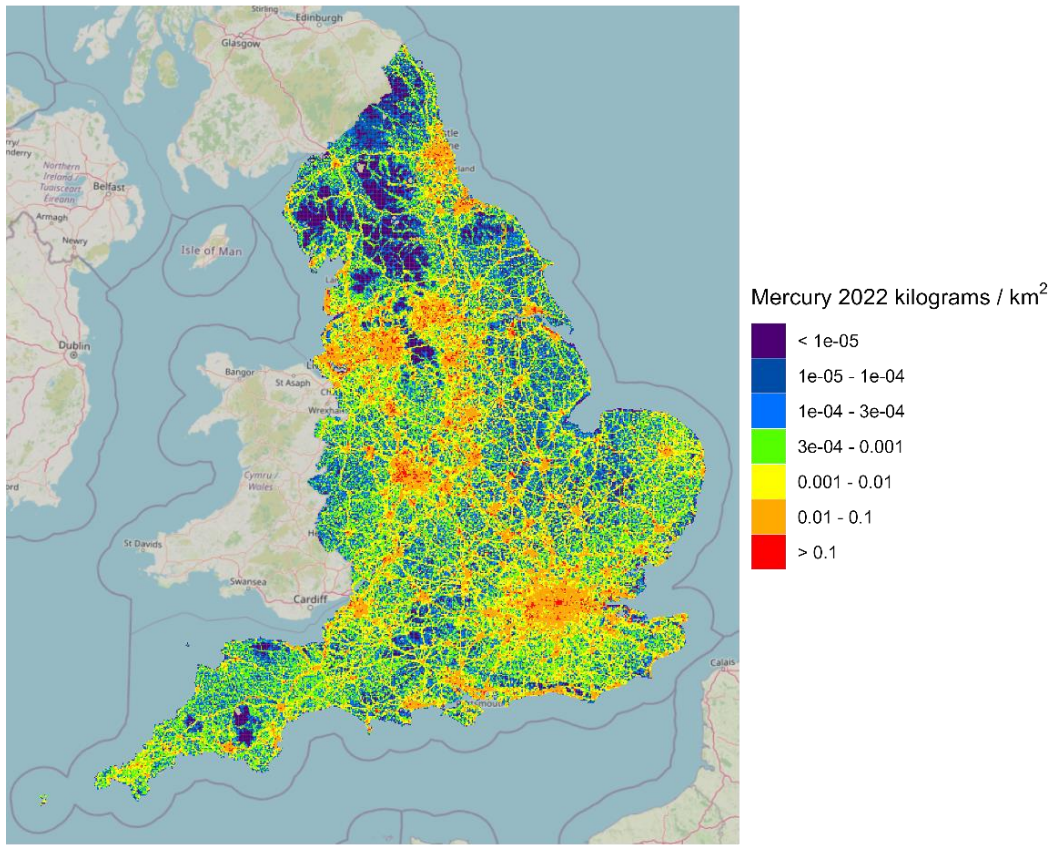 Stirling
Edinburgh
Glasgow
Northern
Ireland /
Tuaisceart
Éireann
Belfast
Armagh
Newry
Isle of Man
Dublin
Bangor
St Asaph
Wrexham
Cymru /
Wales
St Davids
Swansea
Cardiff
Calais
Mercury 2022 kilograms / km²
< 1e-05
1e-05 - 1e-04
1e-04 - 3e-04
3e-04 - 0.001
0.001 - 0.01
0.01 - 0.1
> 0.1